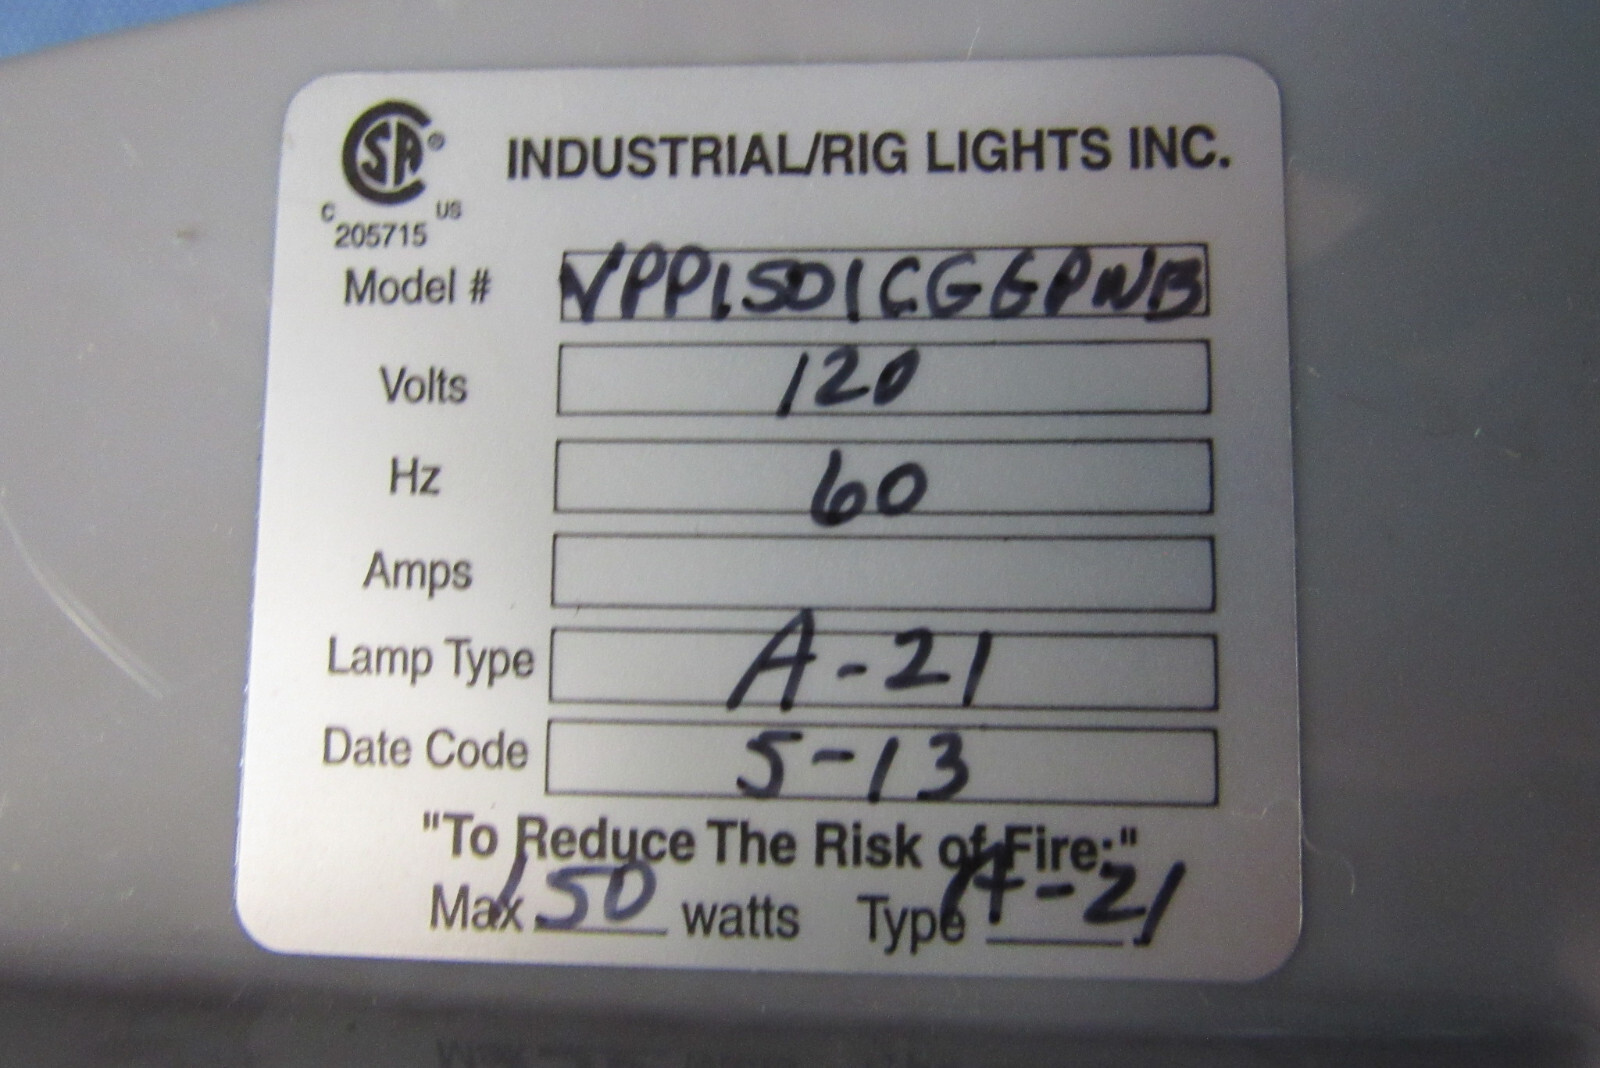 CSA® INDUSTRIAL/RIG LIGHTS INC.
C US
205715
Model # VPP1501CGGPWB
Volts 120
Hz 60
Amps
Lamp Type A-21
Date Code 5-13
"To Reduce The Risk of Fire:"
Max 150 watts Type A-21